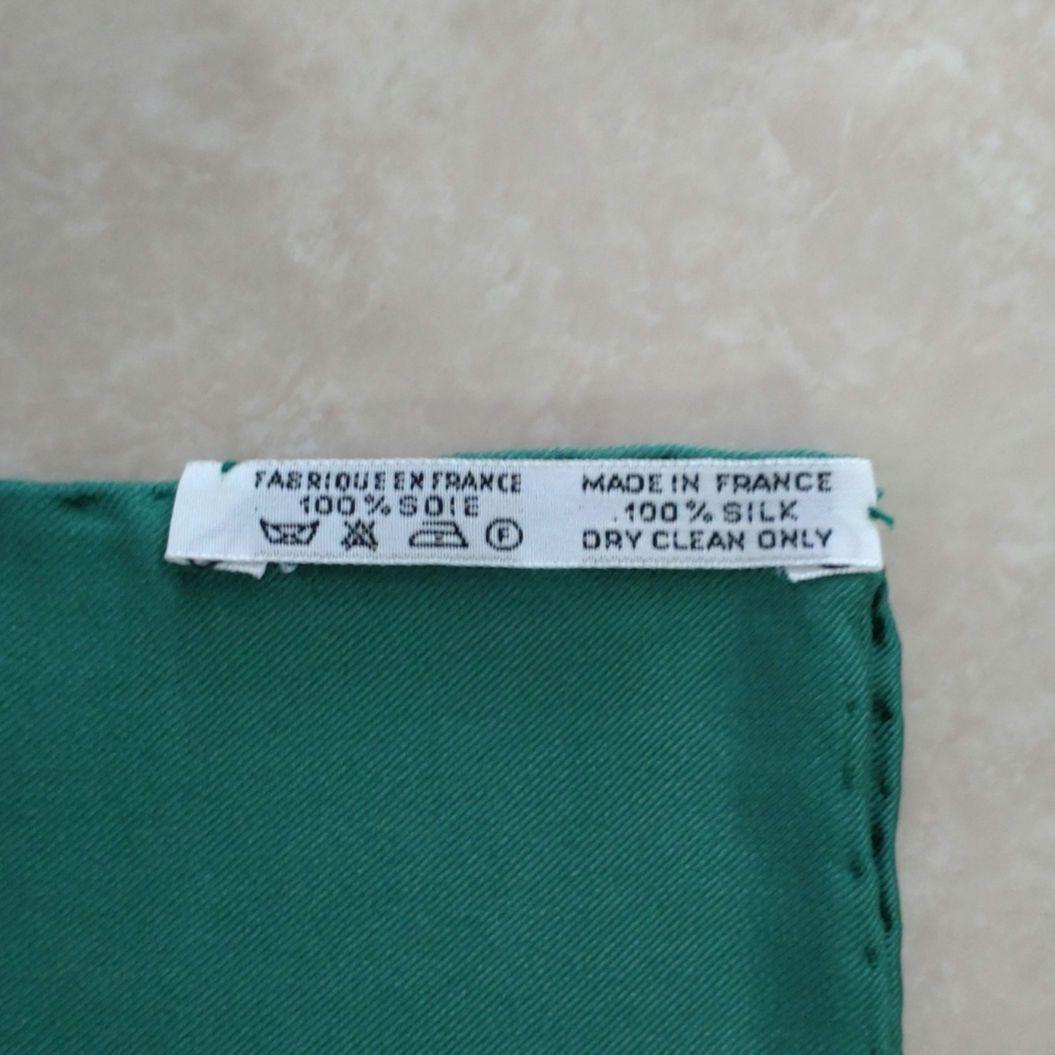 FABRIQUE EN FRANCE
100 % SOIE
F
MADE IN FRANCE
100 % SILK
DRY CLEAN ONLY